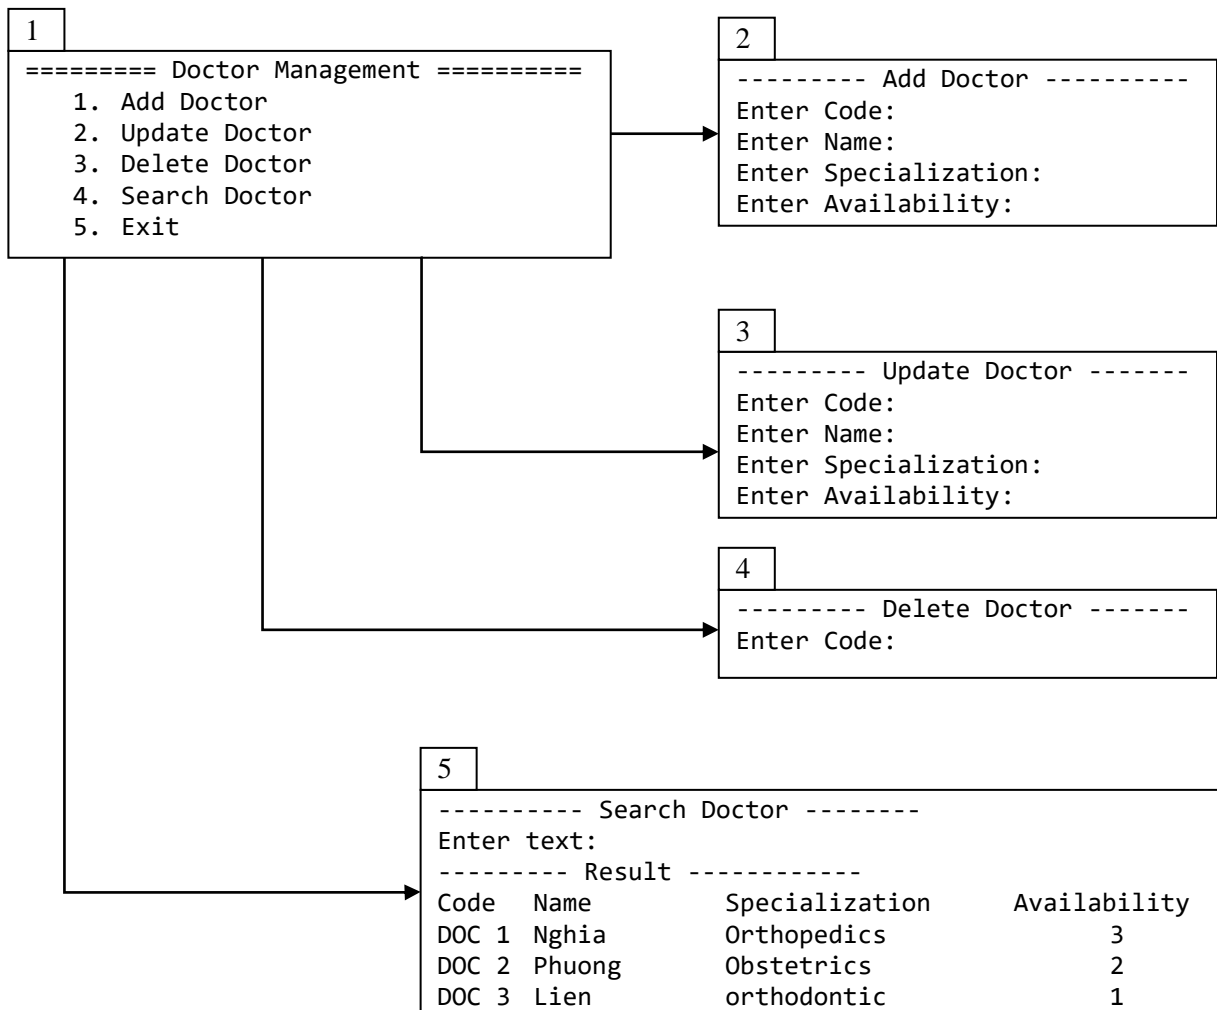 1
========= Doctor Management ==========
1. Add Doctor
2. Update Doctor
3. Delete Doctor
4. Search Doctor
5. Exit
2
--------- Add Doctor ----------
Enter Code:
Enter Name:
Enter Specialization:
Enter Availability:
3
--------- Update Doctor -------
Enter Code:
Enter Name:
Enter Specialization:
Enter Availability:
4
--------- Delete Doctor -------
Enter Code:
5
---------- Search Doctor --------
Enter text:
--------- Result ------------
Code Name Specialization Availability
DOC 1 Nghia Orthopedics 3
DOC 2 Phuong Obstetrics 2
DOC 3 Lien orthodontic 1